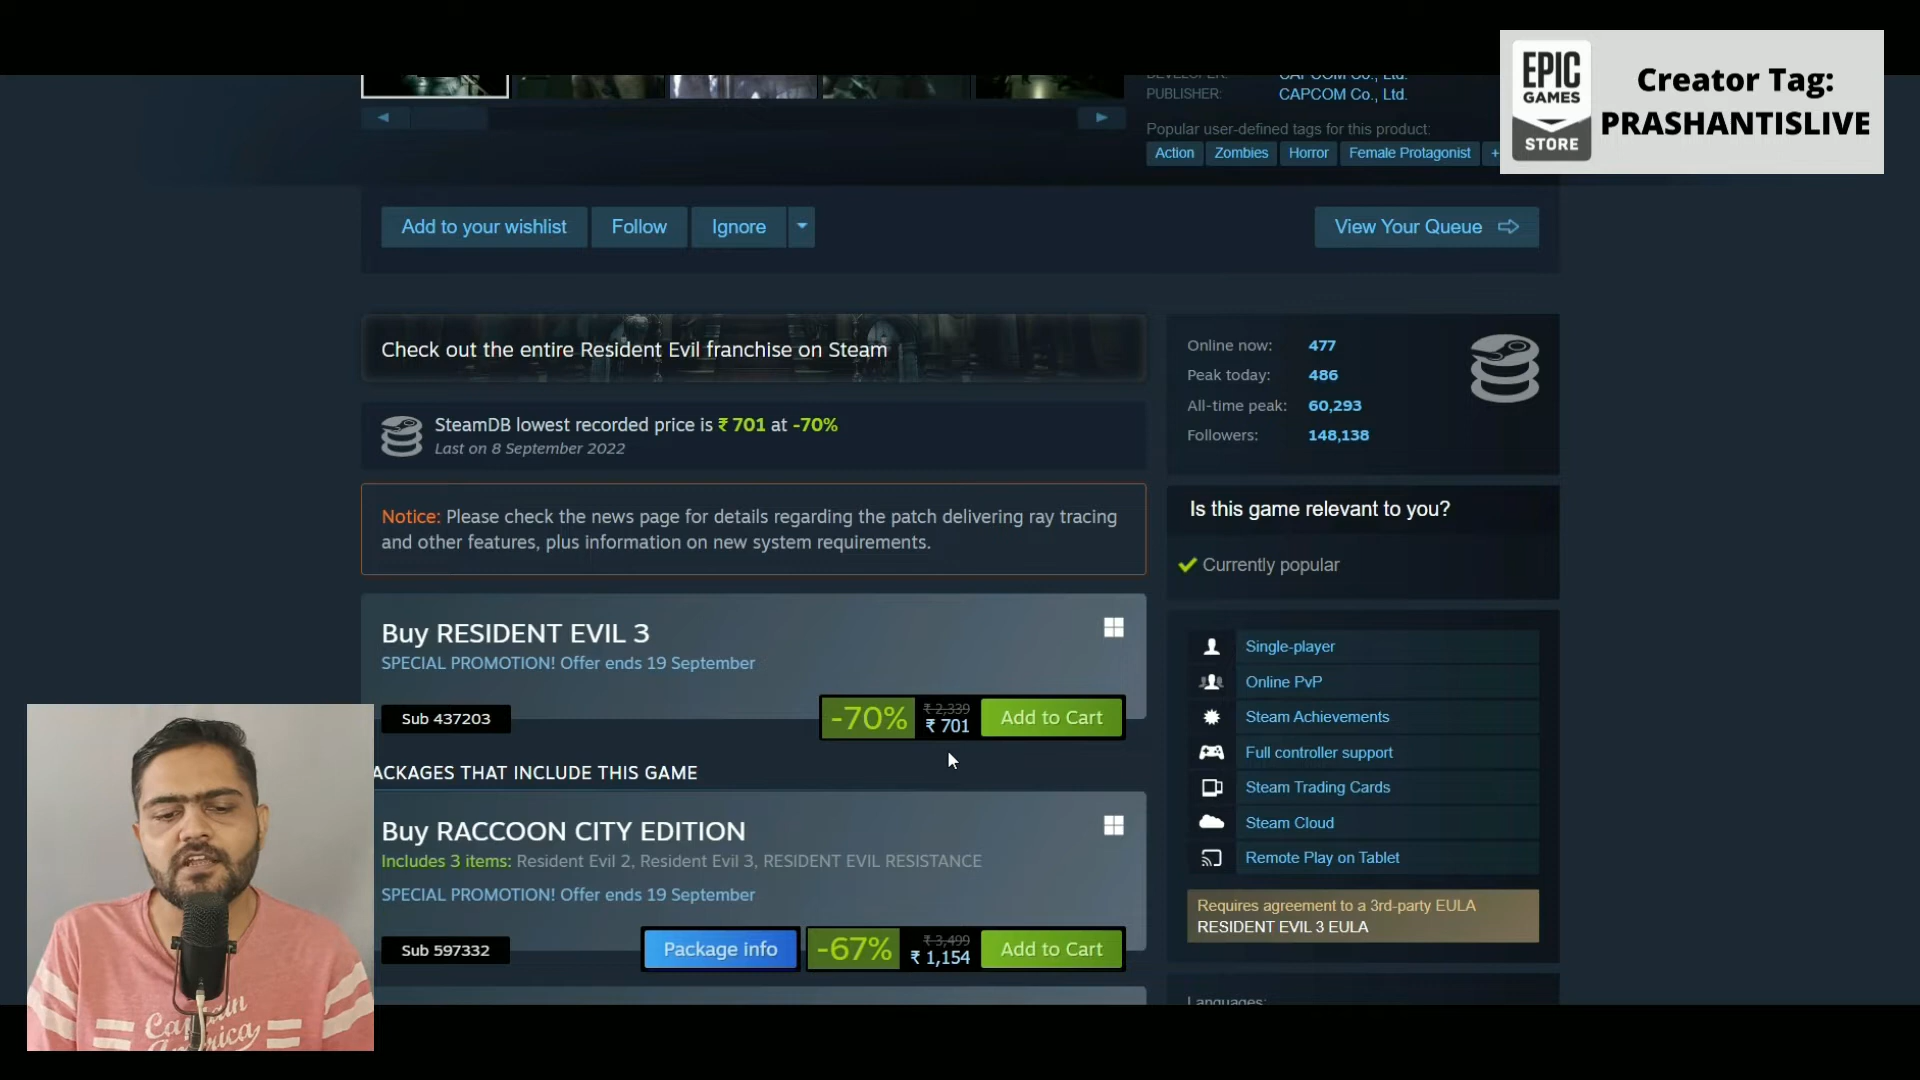 EPIC
GAMES
STORE
Creator Tag:
PRASHANTISLIVE
DEVELOPER:
CAPCOM Co., Ltd.
PUBLISHER:
CAPCOM Co., Ltd.
Popular user-defined tags for this product:
Action
Zombies
Horror
Female Protagonist
+
Add to your wishlist
Follow
Ignore
View Your Queue
Check out the entire Resident Evil franchise on Steam
SteamDB lowest recorded price is ₹ 701 at -70%
Last on 8 September 2022
Notice: Please check the news page for details regarding the patch delivering ray tracing
and other features, plus information on new system requirements.
Buy RESIDENT EVIL 3
SPECIAL PROMOTION! Offer ends 19 September
Sub 437203
-70%
₹ 2,339
₹ 701
Add to Cart
ACKAGES THAT INCLUDE THIS GAME
Buy RACCOON CITY EDITION
Includes 3 items: Resident Evil 2, Resident Evil 3, RESIDENT EVIL RESISTANCE
SPECIAL PROMOTION! Offer ends 19 September
Sub 597332
Package info
-67%
₹ 3,499
₹ 1,154
Add to Cart
Online now: 477
Peak today: 486
All-time peak: 60,293
Followers: 148,138
Is this game relevant to you?
Currently popular
Single-player
Online PvP
Steam Achievements
Full controller support
Steam Trading Cards
Steam Cloud
Remote Play on Tablet
Requires agreement to a 3rd-party EULA
RESIDENT EVIL 3 EULA
Languages:
Captain
America